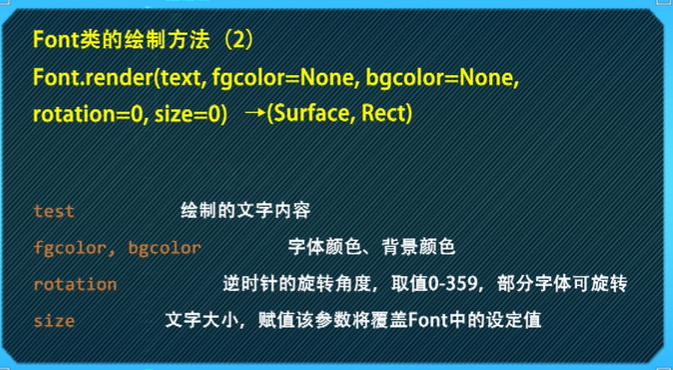 Font类的绘制方法（2）
Font.render(text, fgcolor=None, bgcolor=None,
rotation=0, size=0) →(Surface, Rect)
test 绘制的文字内容
fgcolor, bgcolor 字体颜色、背景颜色
rotation 逆时针的旋转角度，取值0-359，部分字体可旋转
size 文字大小，赋值该参数将覆盖Font中的设定值